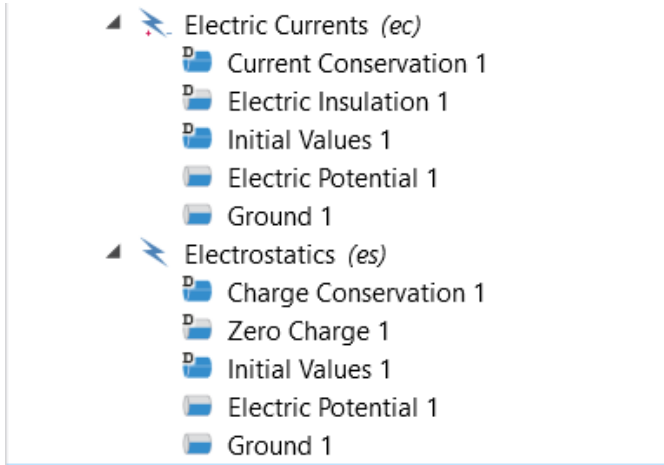 Electric Currents (ec)
D Current Conservation 1
D Electric Insulation 1
D Initial Values 1
Electric Potential 1
Ground 1
Electrostatics (es)
D Charge Conservation 1
D Zero Charge 1
D Initial Values 1
Electric Potential 1
Ground 1